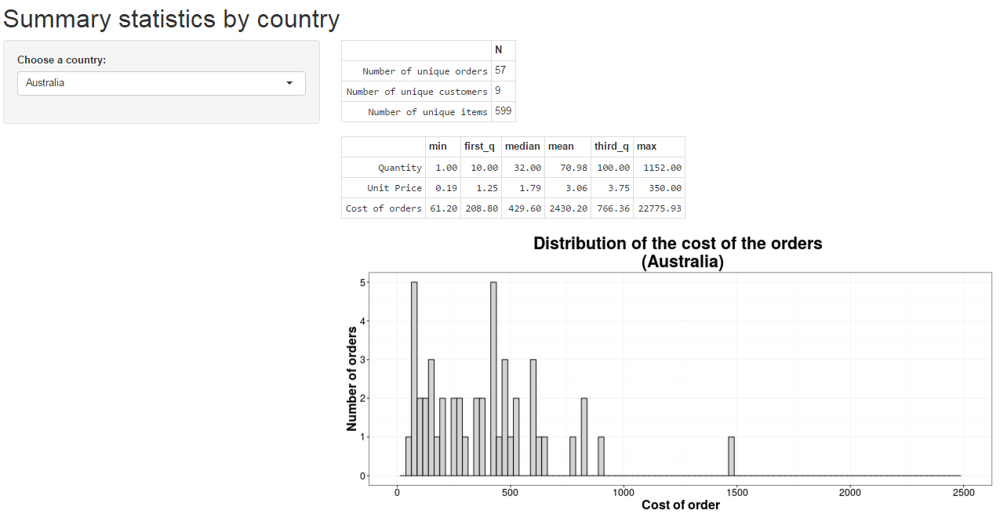 Summary statistics by country
Choose a country:
Australia
N
Number of unique orders 57
Number of unique customers 9
Number of unique items 599
min first_q median mean third_q max
Quantity 1.00 10.00 32.00 70.98 100.00 1152.00
Unit Price 0.19 1.25 1.79 3.06 3.75 350.00
Cost of orders 61.20 208.80 429.60 2430.20 766.36 22775.93
Distribution of the cost of the orders
(Australia)
Number of orders
5
4
3
2
1
0
0 500 1000 1500 2000 2500
Cost of order